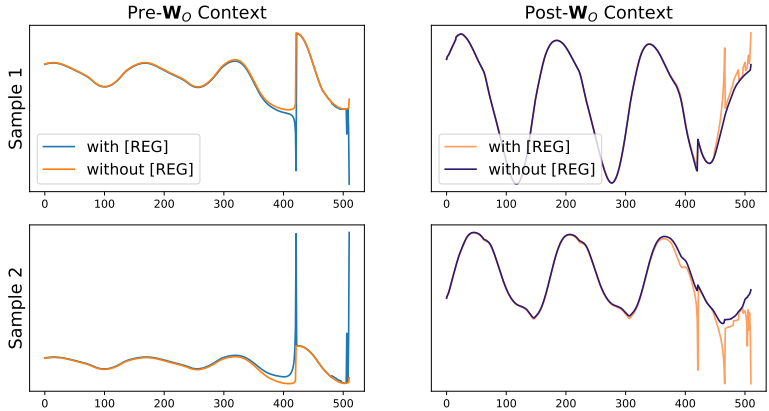 Pre-W_O Context
Post-W_O Context
Sample 1
with [REG]
without [REG]
0 100 200 300 400 500
with [REG]
without [REG]
0 100 200 300 400 500
Sample 2
0 100 200 300 400 500
0 100 200 300 400 500